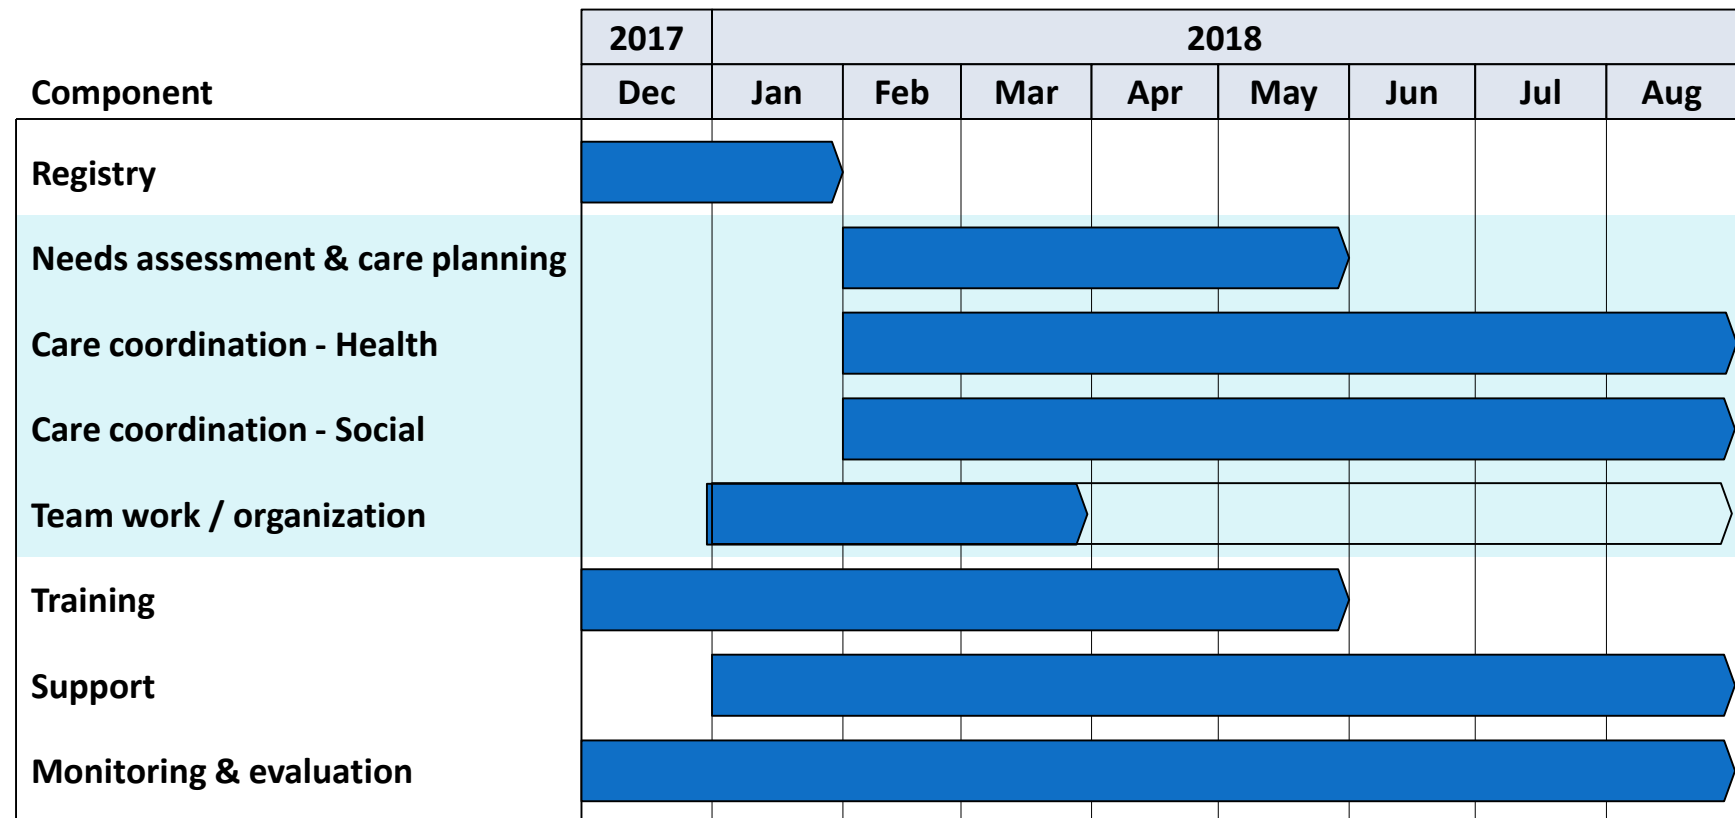 2017 2018
Component Dec Jan Feb Mar Apr May Jun Jul Aug
Registry
Needs assessment & care planning
Care coordination - Health
Care coordination - Social
Team work / organization
Training
Support
Monitoring & evaluation